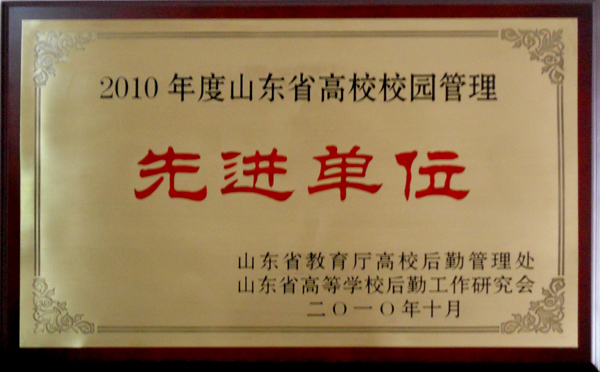 2010 年度山东省高校校园管理
先进单位
山东省教育厅高校后勤管理处
山东省高等学校后勤工作研究会
二〇一〇年十月